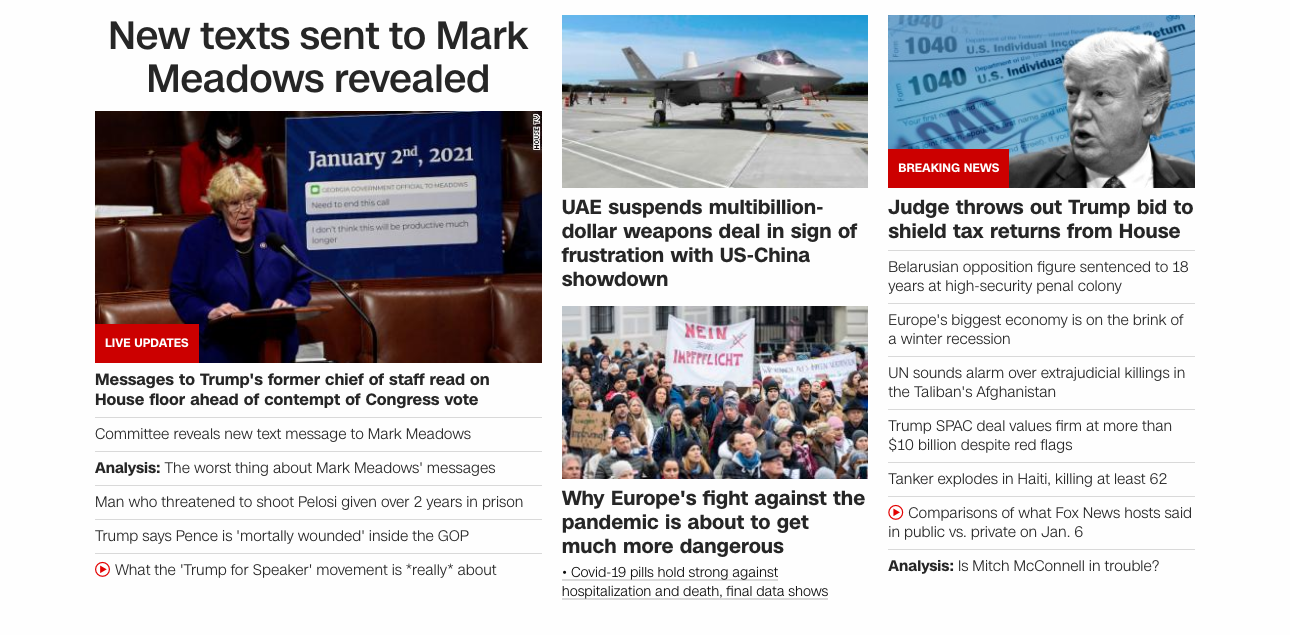 New texts sent to Mark
Meadows revealed
HOUSE TV
January 2nd, 2021
GEORGIA GOVERNMENT OFFICIAL TO MEADOWS
Need to end this call
I don't think this will be productive much
longer
LIVE UPDATES
Messages to Trump's former chief of staff read on
House floor ahead of contempt of Congress vote
Committee reveals new text message to Mark Meadows
Analysis: The worst thing about Mark Meadows' messages
Man who threatened to shoot Pelosi given over 2 years in prison
Trump says Pence is 'mortally wounded' inside the GOP
What the 'Trump for Speaker' movement is *really* about
UAE suspends multibillion-
dollar weapons deal in sign of
frustration with US-China
showdown
NEIN
IMPFPFLICHT
Why Europe's fight against the
pandemic is about to get
much more dangerous
• Covid-19 pills hold strong against
hospitalization and death, final data shows
1040
Form 1040 U.S. Individual Income Return
Form 1040 U.S. Individual
BREAKING NEWS
Judge throws out Trump bid to
shield tax returns from House
Belarusian opposition figure sentenced to 18
years at high-security penal colony
Europe's biggest economy is on the brink of
a winter recession
UN sounds alarm over extrajudicial killings in
the Taliban's Afghanistan
Trump SPAC deal values firm at more than
$10 billion despite red flags
Tanker explodes in Haiti, killing at least 62
Comparisons of what Fox News hosts said
in public vs. private on Jan. 6
Analysis: Is Mitch McConnell in trouble?